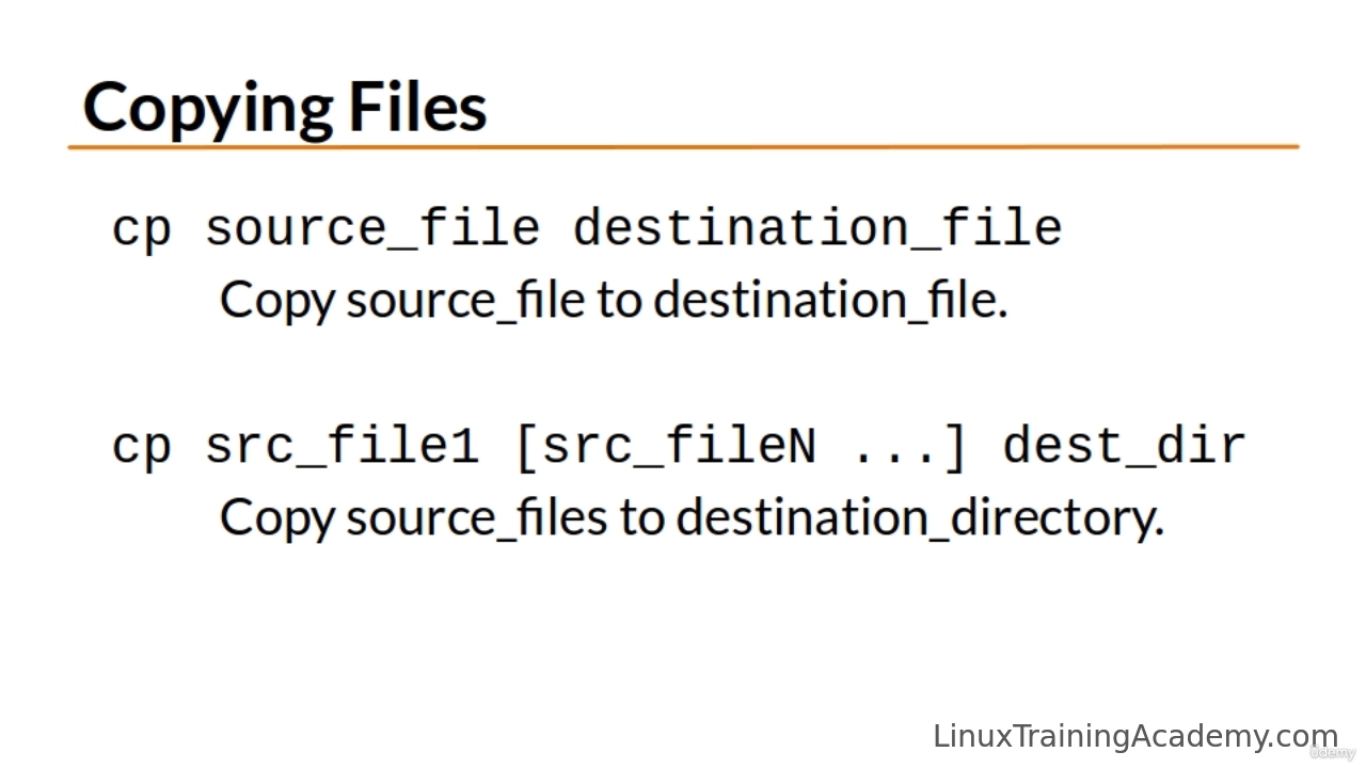 Copying Files
cp source_file destination_file
Copy source_file to destination_file.
cp src_file1 [src_fileN ...] dest_dir
Copy source_files to destination_directory.
LinuxTrainingAcademy.com
ûdemy